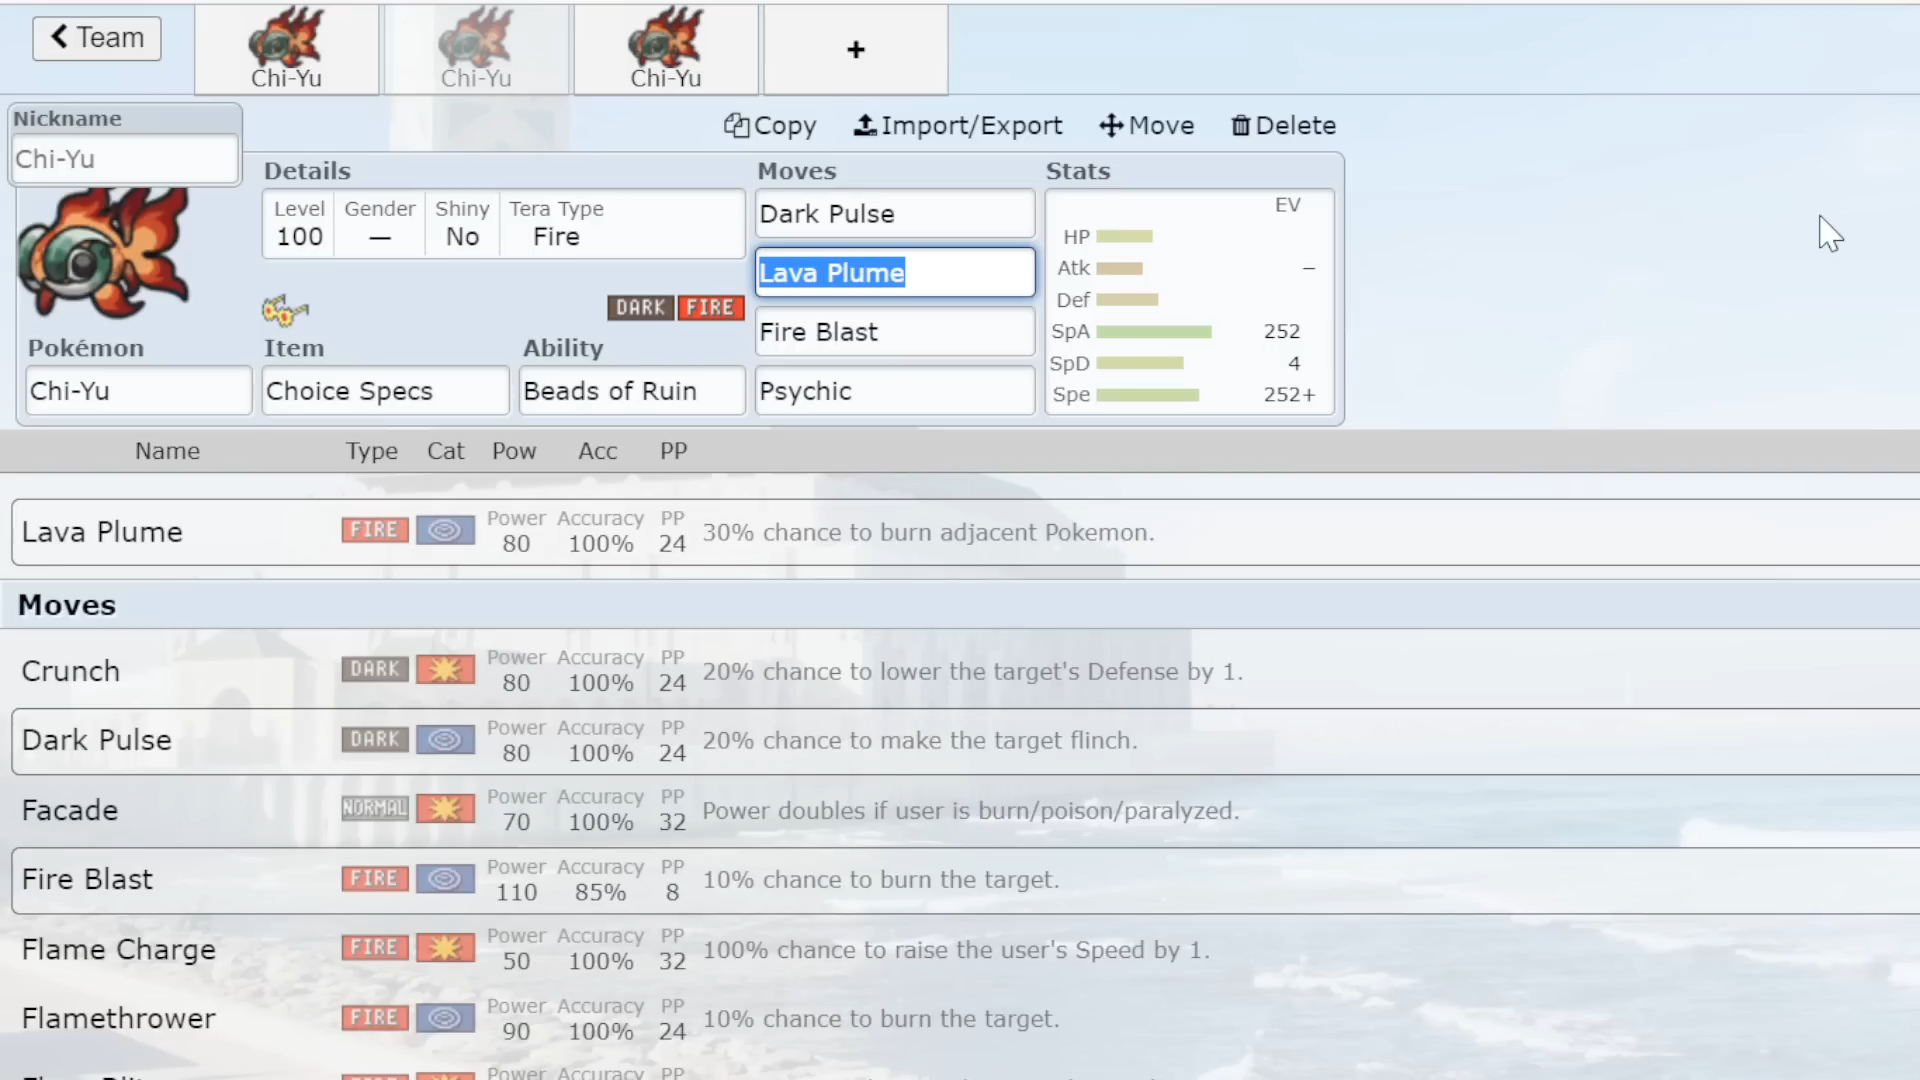 Team
Chi-Yu
Chi-Yu
Chi-Yu
+
Nickname
Chi-Yu
Copy
Import/Export
Move
Delete
Details
Level
100
Gender
—
Shiny
No
Tera Type
Fire
DARK
FIRE
Pokémon
Chi-Yu
Item
Choice Specs
Ability
Beads of Ruin
Moves
Dark Pulse
Lava Plume
Fire Blast
Psychic
Stats
EV
HP
Atk –
Def
SpA 252
SpD 4
Spe 252+
Name Type Cat Pow Acc PP
Lava Plume FIRE Power 80 Accuracy 100% PP 24 30% chance to burn adjacent Pokemon.
Moves
Crunch DARK Power 80 Accuracy 100% PP 24 20% chance to lower the target's Defense by 1.
Dark Pulse DARK Power 80 Accuracy 100% PP 24 20% chance to make the target flinch.
Facade NORMAL Power 70 Accuracy 100% PP 32 Power doubles if user is burn/poison/paralyzed.
Fire Blast FIRE Power 110 Accuracy 85% PP 8 10% chance to burn the target.
Flame Charge FIRE Power 50 Accuracy 100% PP 32 100% chance to raise the user's Speed by 1.
Flamethrower FIRE Power 90 Accuracy 100% PP 24 10% chance to burn the target.
Power Accuracy PP